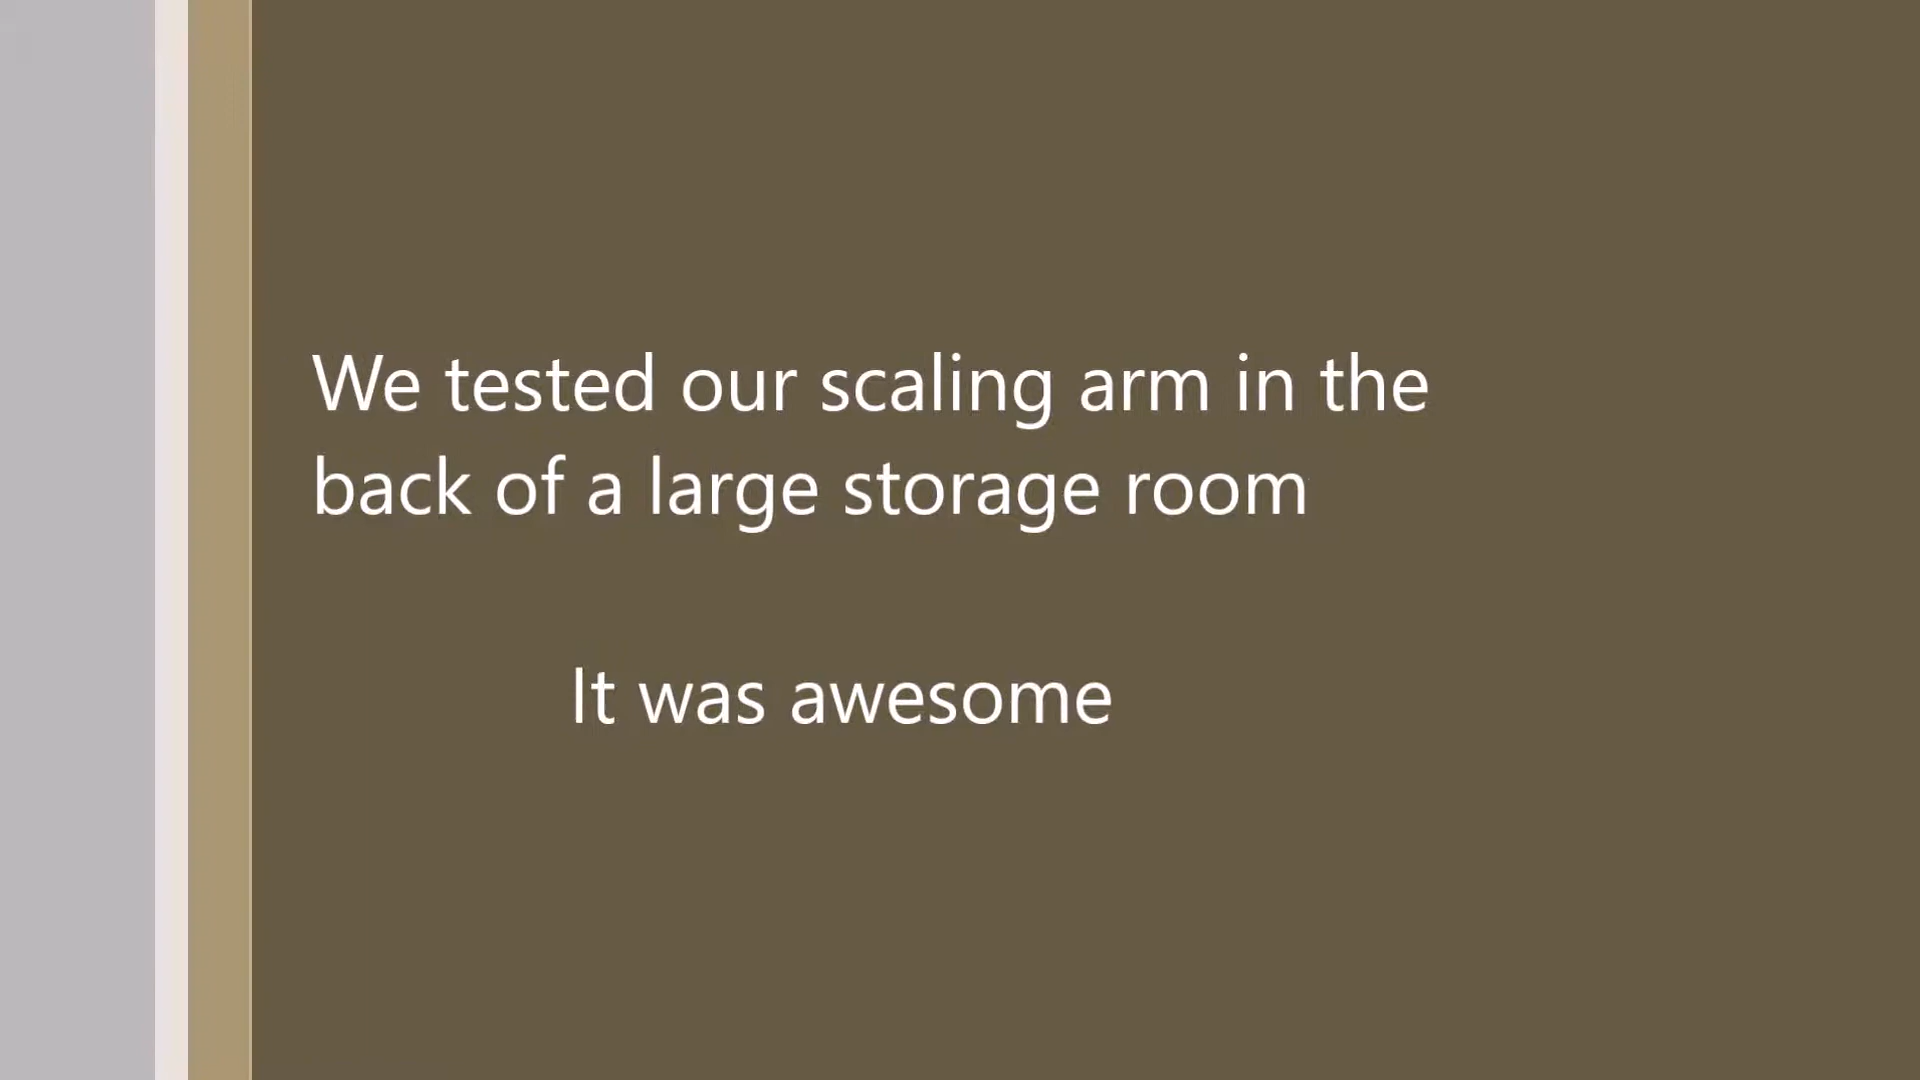 We tested our scaling arm in the
back of a large storage room
It was awesome